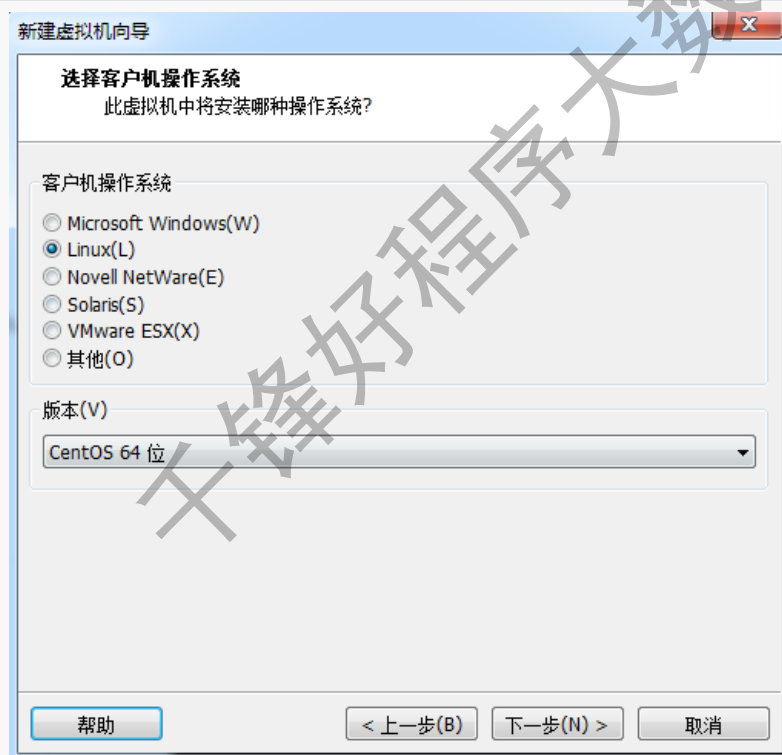 新建虚拟机向导
选择客户机操作系统
此虚拟机中将安装哪种操作系统?
客户机操作系统
Microsoft Windows(W)
Linux(L)
Novell NetWare(E)
Solaris(S)
VMware ESX(X)
其他(O)
版本(V)
CentOS 64 位
帮助
< 上一步(B)
下一步(N) >
取消
千锋好程序大数